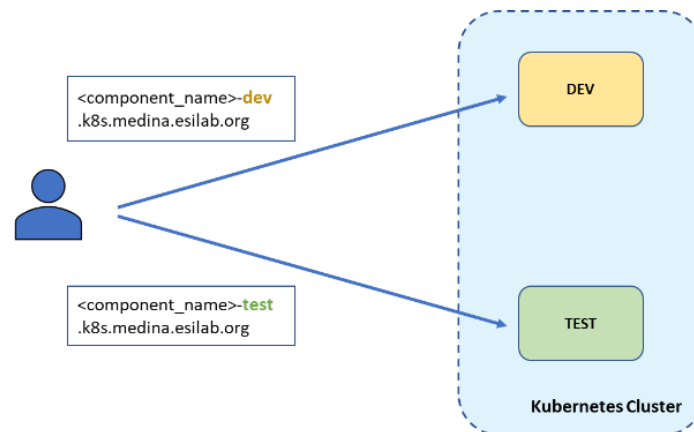 <component_name>-dev
.k8s.medina.esilab.org
DEV
<component_name>-test
.k8s.medina.esilab.org
TEST
Kubernetes Cluster